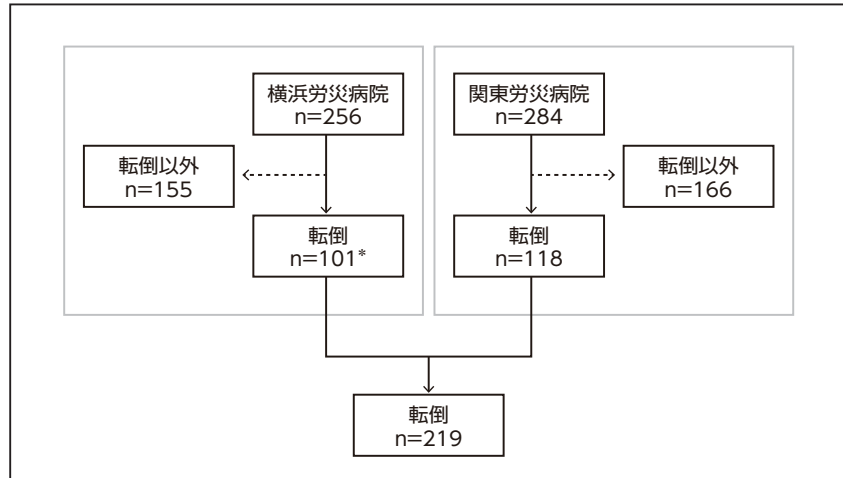 横浜労災病院
n=256
関東労災病院
n=284
転倒以外
n=155
転倒以外
n=166
転倒
n=101*
転倒
n=118
転倒
n=219